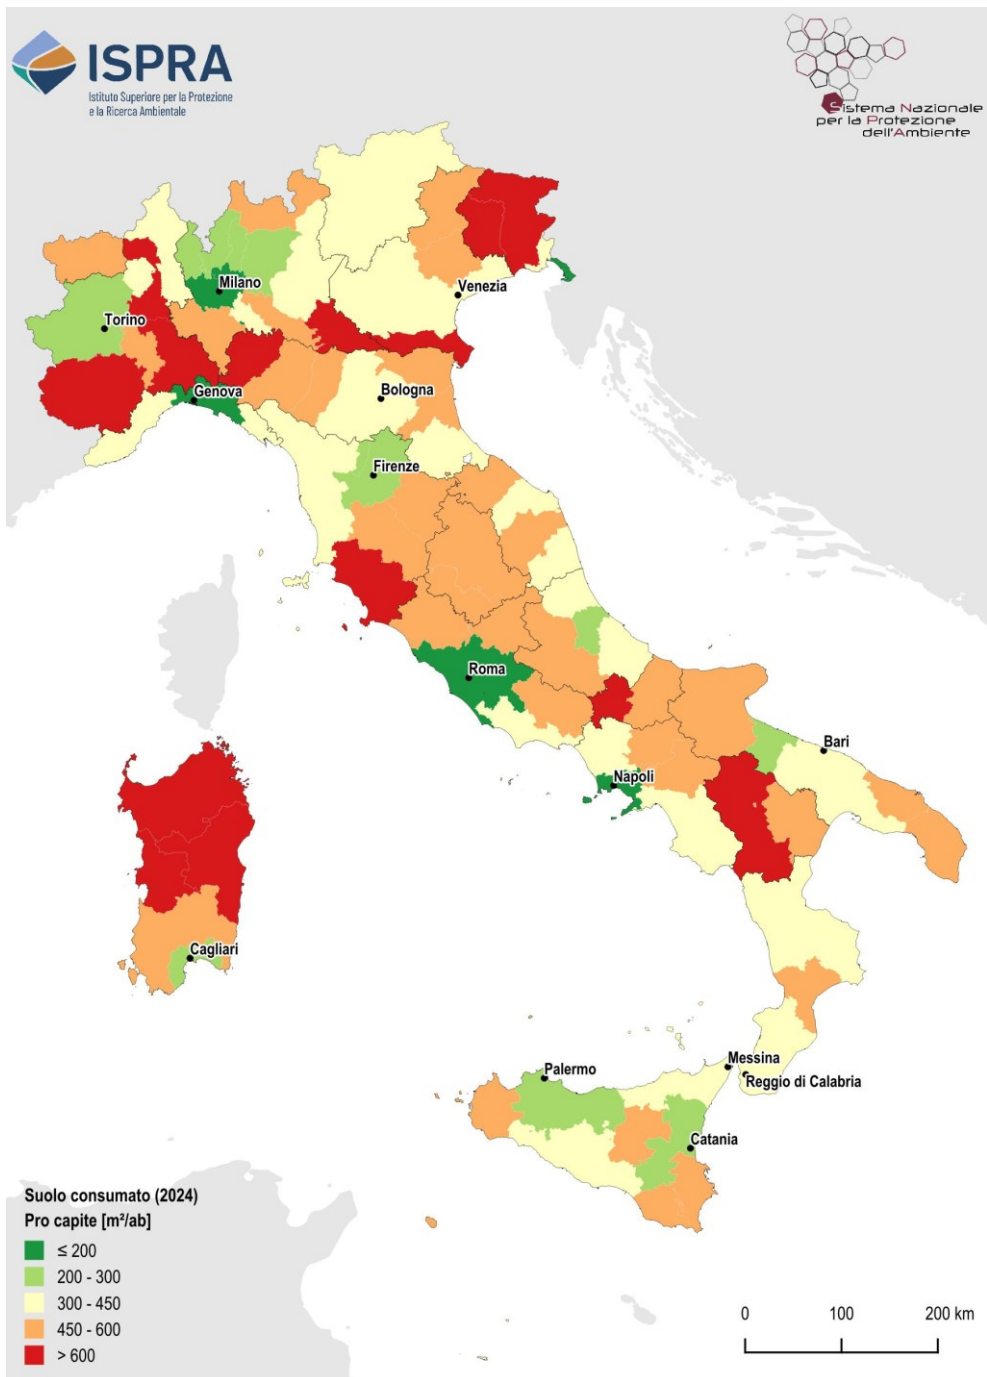 ISPRA
Istituto Superiore per la Protezione
e la Ricerca Ambientale
Sistema Nazionale
per la Protezione
dell'Ambiente
Milano
Venezia
Torino
Genova
Bologna
Firenze
Roma
Bari
Napoli
Cagliari
Messina
Palermo
Reggio di Calabria
Catania
Suolo consumato (2024)
Pro capite [m²/ab]
≤ 200
200 - 300
300 - 450
450 - 600
> 600
0 100 200 km